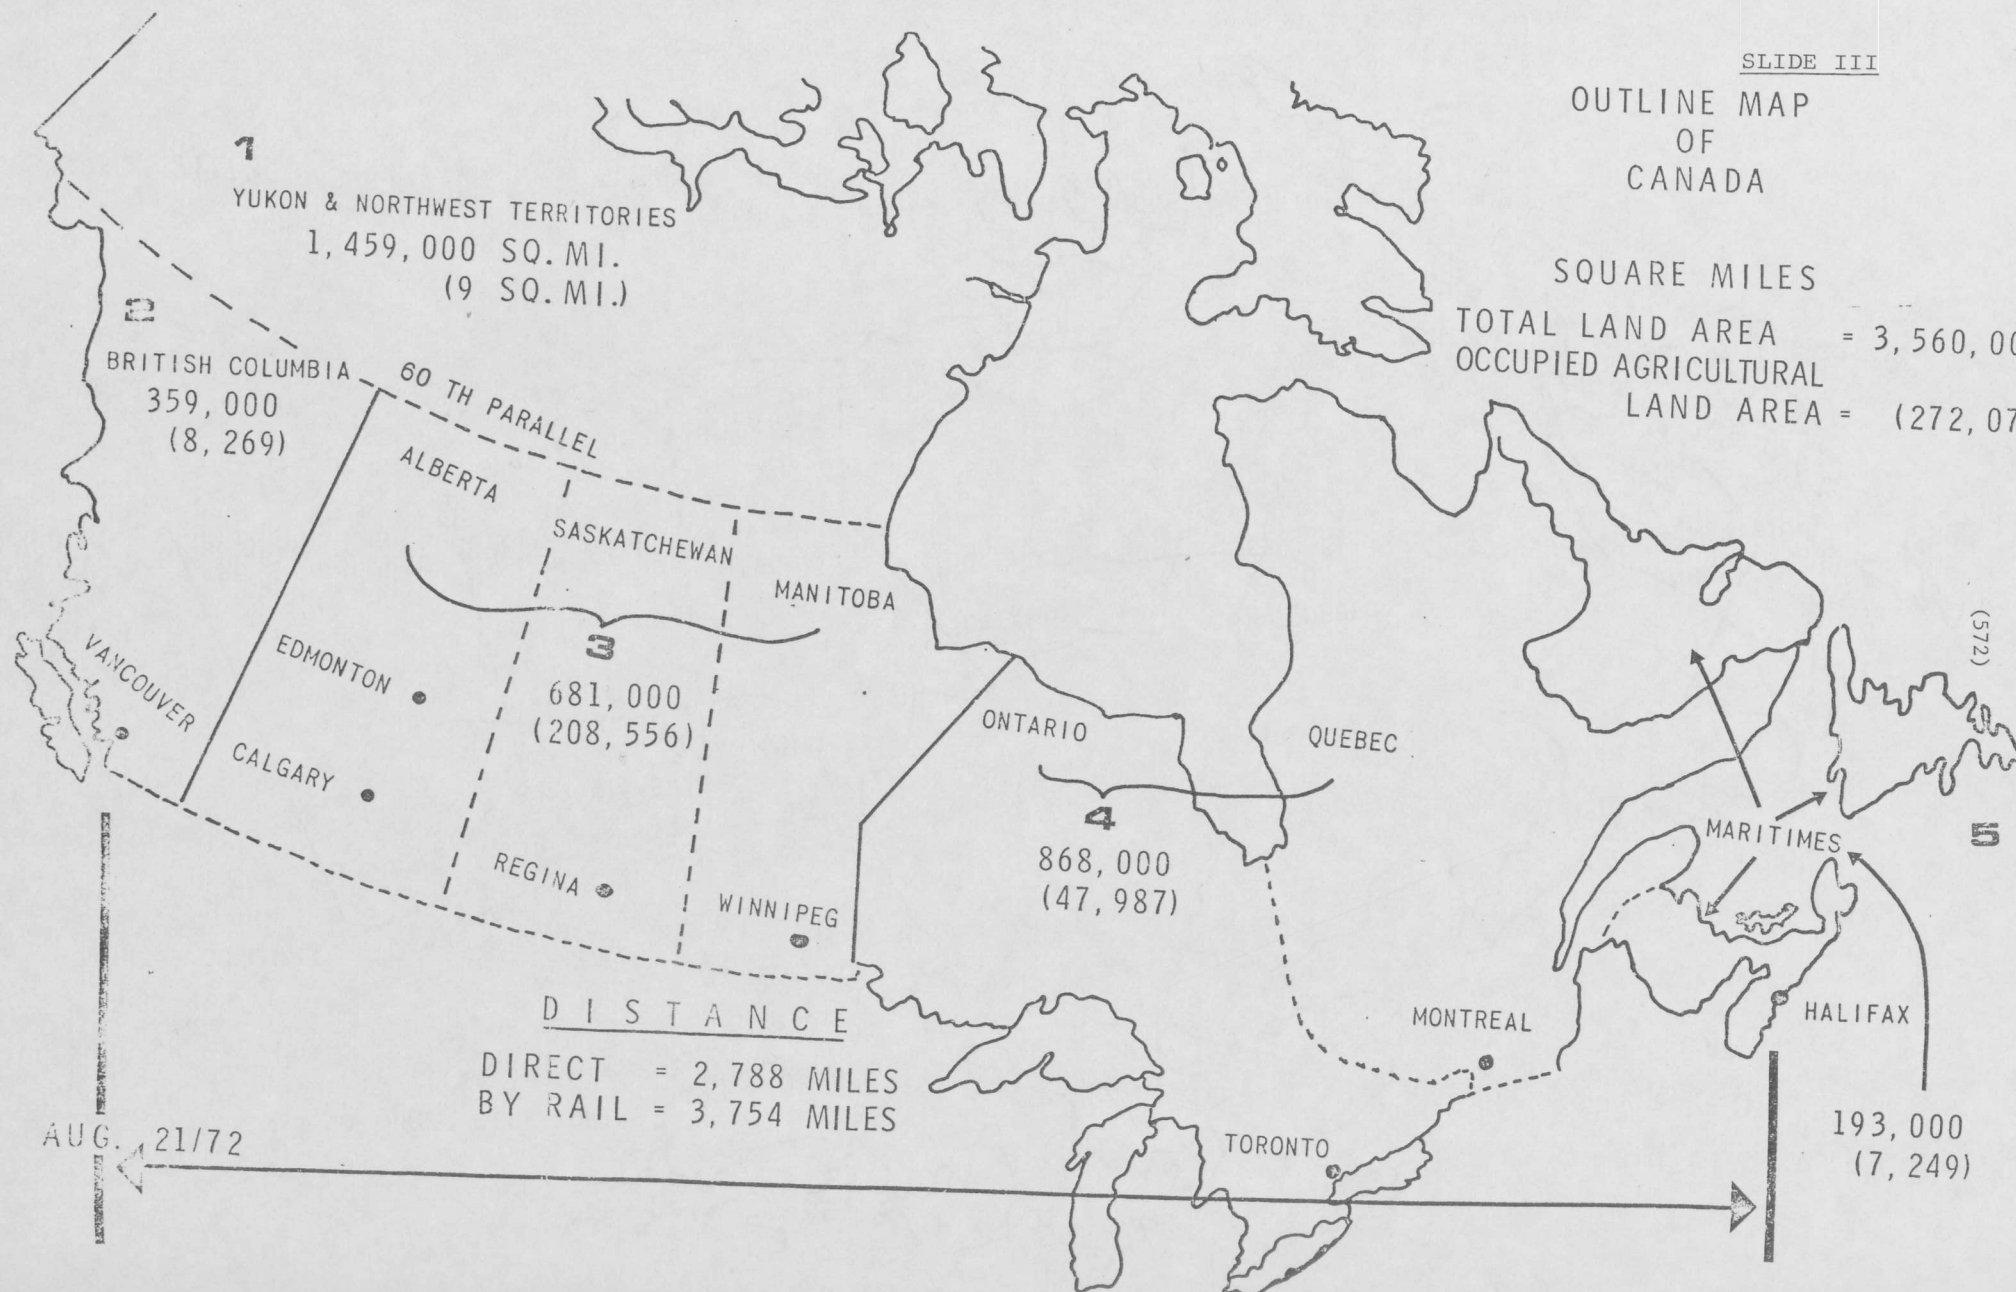 SLIDE III
OUTLINE MAP
OF
CANADA
1
YUKON & NORTHWEST TERRITORIES
1,459,000 SQ.MI.
(9 SQ.MI.)
SQUARE MILES
TOTAL LAND AREA = 3,560,00
OCCUPIED AGRICULTURAL
LAND AREA = (272,07
2
BRITISH COLUMBIA
359,000
(8,269)
60 TH PARALLEL
ALBERTA
SASKATCHEWAN
MANITOBA
3
681,000
(208,556)
VANCOUVER
EDMONTON
CALGARY
REGINA
WINNIPEG
ONTARIO
QUEBEC
4
868,000
(47,987)
(572)
MARITIMES
5
MONTREAL
HALIFAX
TORONTO
193,000
(7,249)
DISTANCE
DIRECT = 2,788 MILES
BY RAIL = 3,754 MILES
AUG. 21/72